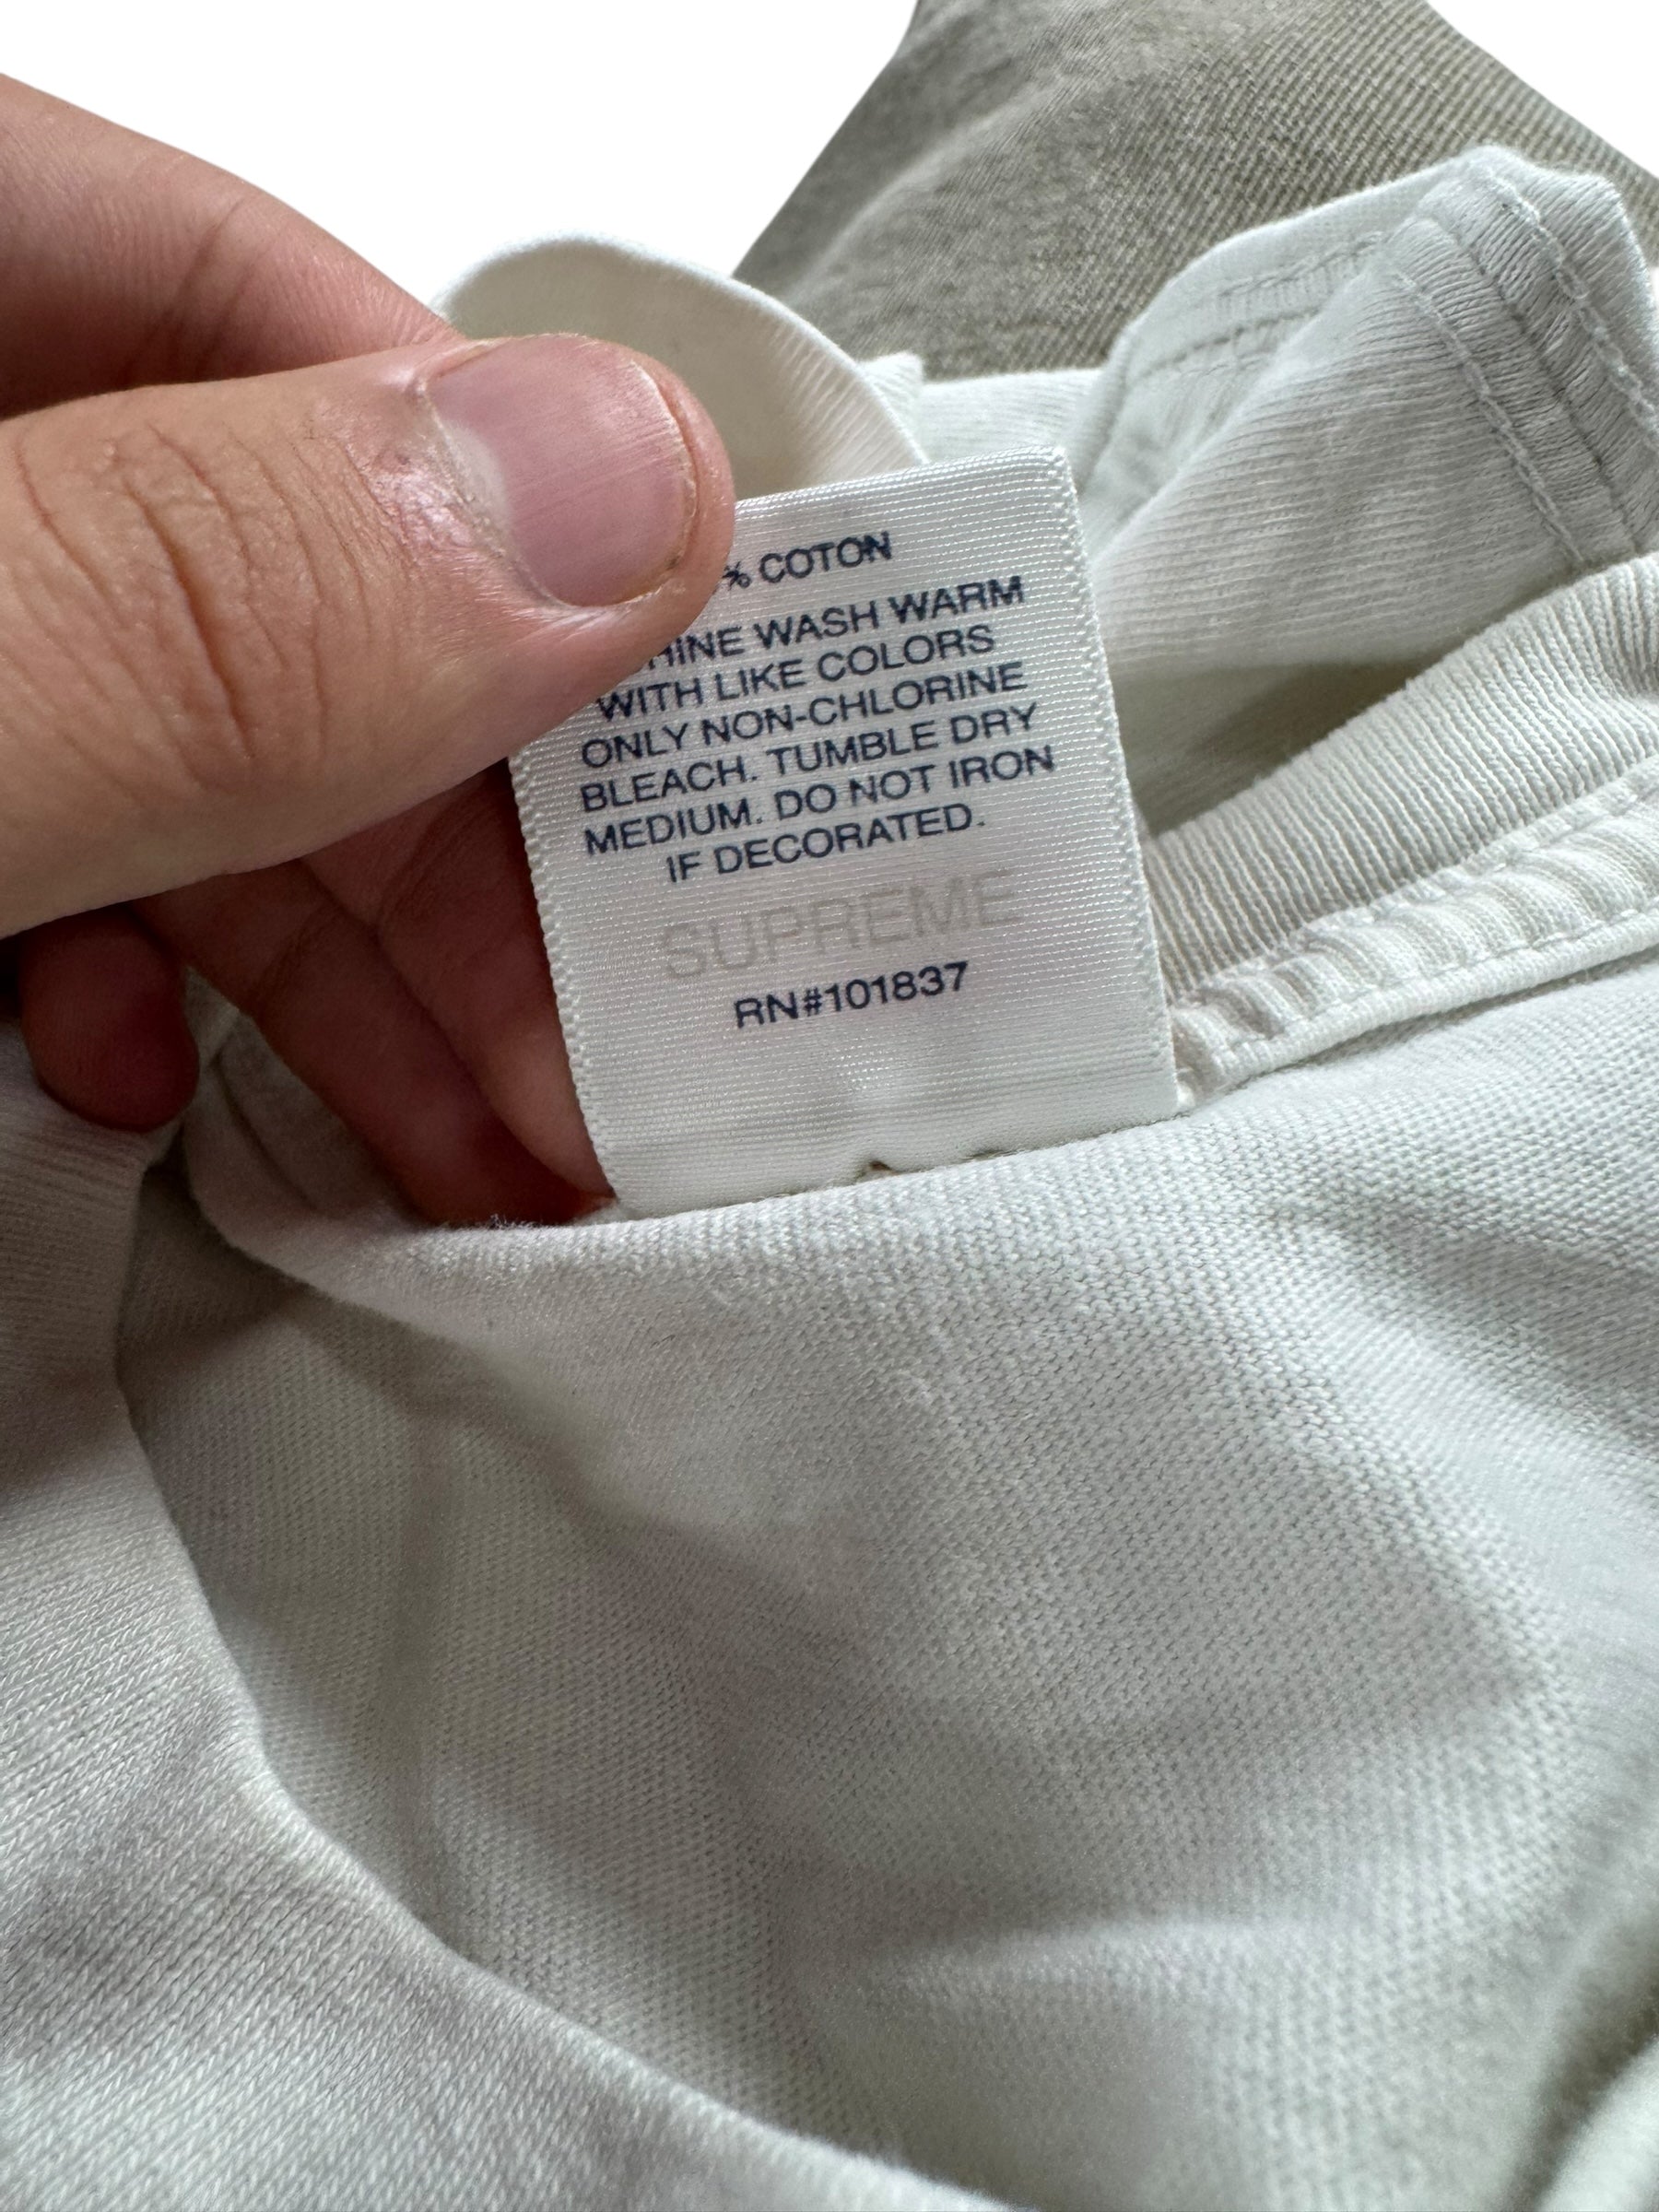 % COTON
HINE WASH WARM
WITH LIKE COLORS
ONLY NON-CHLORINE
BLEACH. TUMBLE DRY
MEDIUM. DO NOT IRON
IF DECORATED.
SUPREME
RN#101837